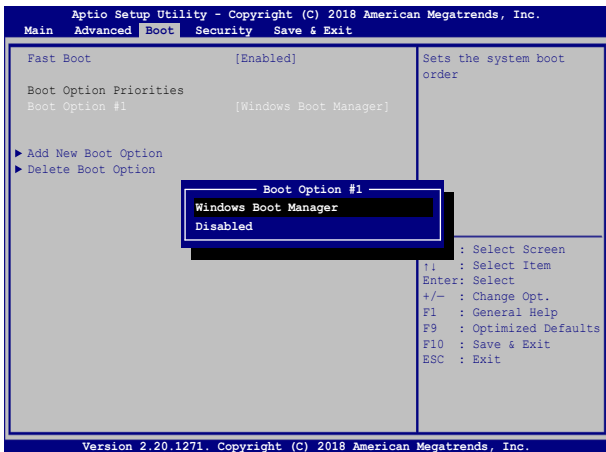 Aptio Setup Utility - Copyright (C) 2018 American Megatrends, Inc.
Main Advanced Boot Security Save & Exit
Fast Boot [Enabled]
Boot Option Priorities
Boot Option #1 [Windows Boot Manager]
▶ Add New Boot Option
▶ Delete Boot Option
Boot Option #1
Windows Boot Manager
Disabled
Sets the system boot
order
: Select Screen
↑↓ : Select Item
Enter: Select
+/— : Change Opt.
F1 : General Help
F9 : Optimized Defaults
F10 : Save & Exit
ESC : Exit
Version 2.20.1271. Copyright (C) 2018 American Megatrends, Inc.